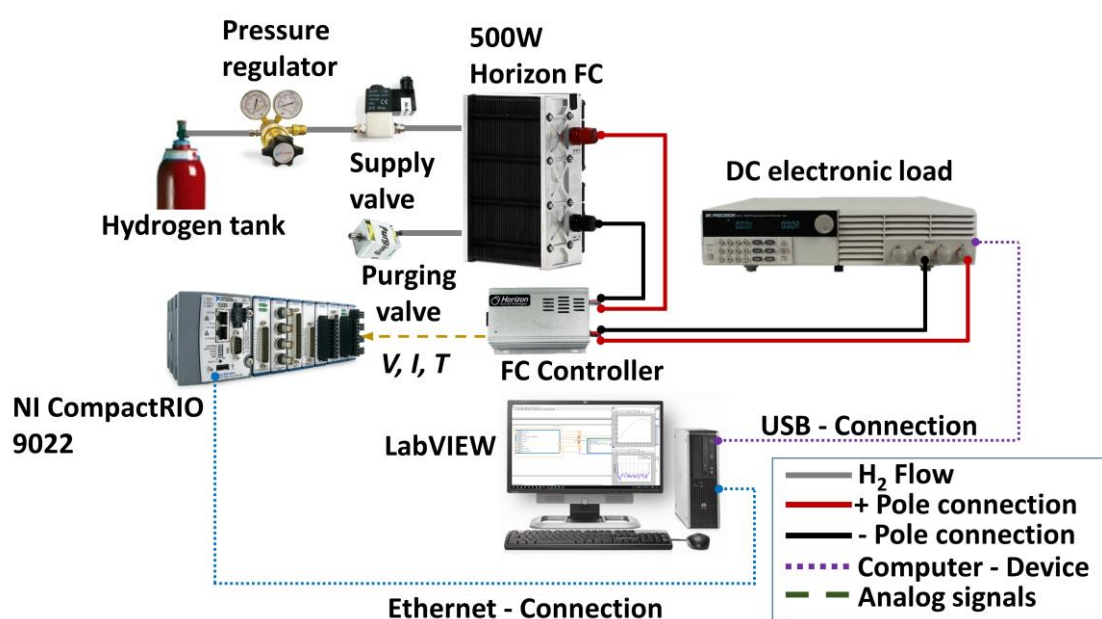 Pressure
regulator
500W
Horizon FC
Supply
valve
DC electronic load
Hydrogen tank
Purging
valve
Horizon
V, I, T
FC Controller
NI CompactRIO
9022
LabVIEW
USB - Connection
H₂ Flow
+ Pole connection
- Pole connection
Computer - Device
Analog signals
Ethernet - Connection